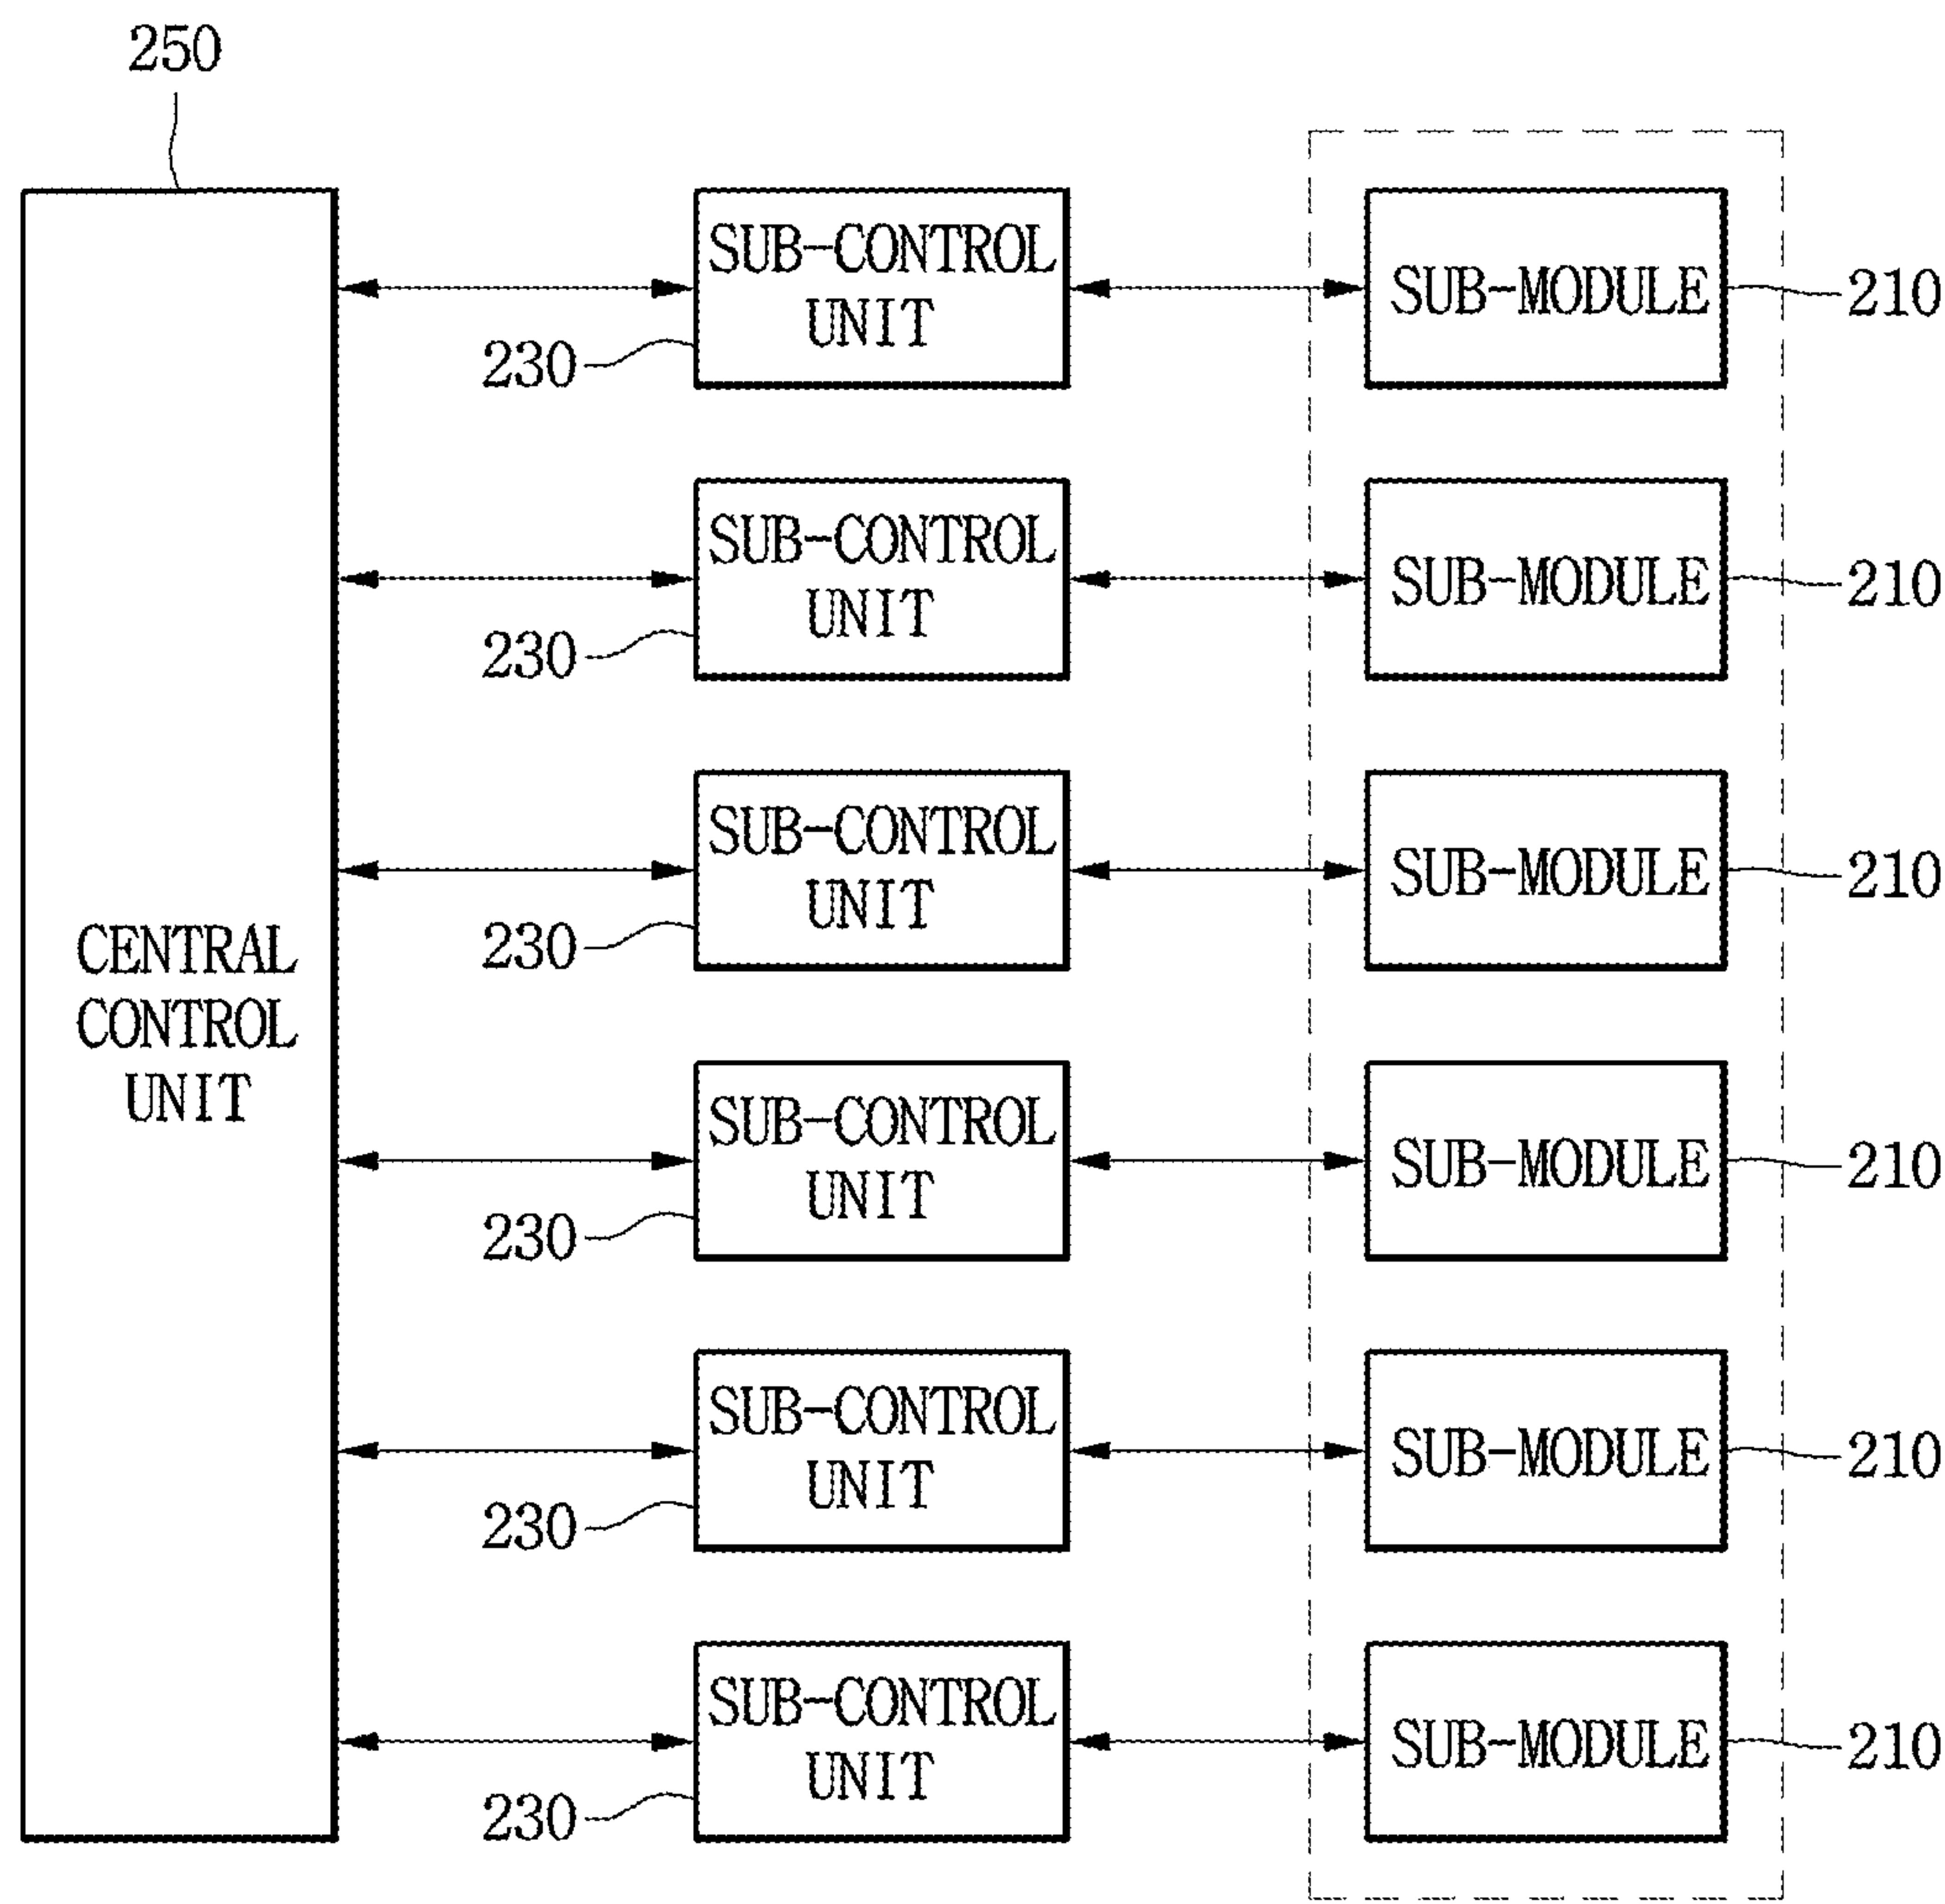 250
SUB-CONTROL
UNIT
230
SUB-MODULE
210
SUB-CONTROL
UNIT
230
SUB-MODULE
210
SUB-CONTROL
UNIT
230
SUB-MODULE
210
CENTRAL
CONTROL
UNIT
SUB-CONTROL
UNIT
230
SUB-MODULE
210
SUB-CONTROL
UNIT
230
SUB-MODULE
210
SUB-CONTROL
UNIT
230
SUB-MODULE
210